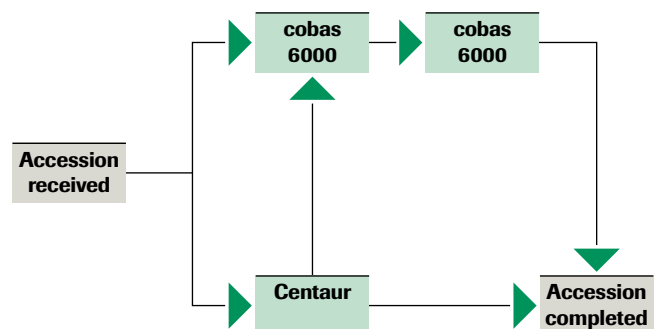 cobas
6000
cobas
6000
Accession
received
Centaur
Accession
completed